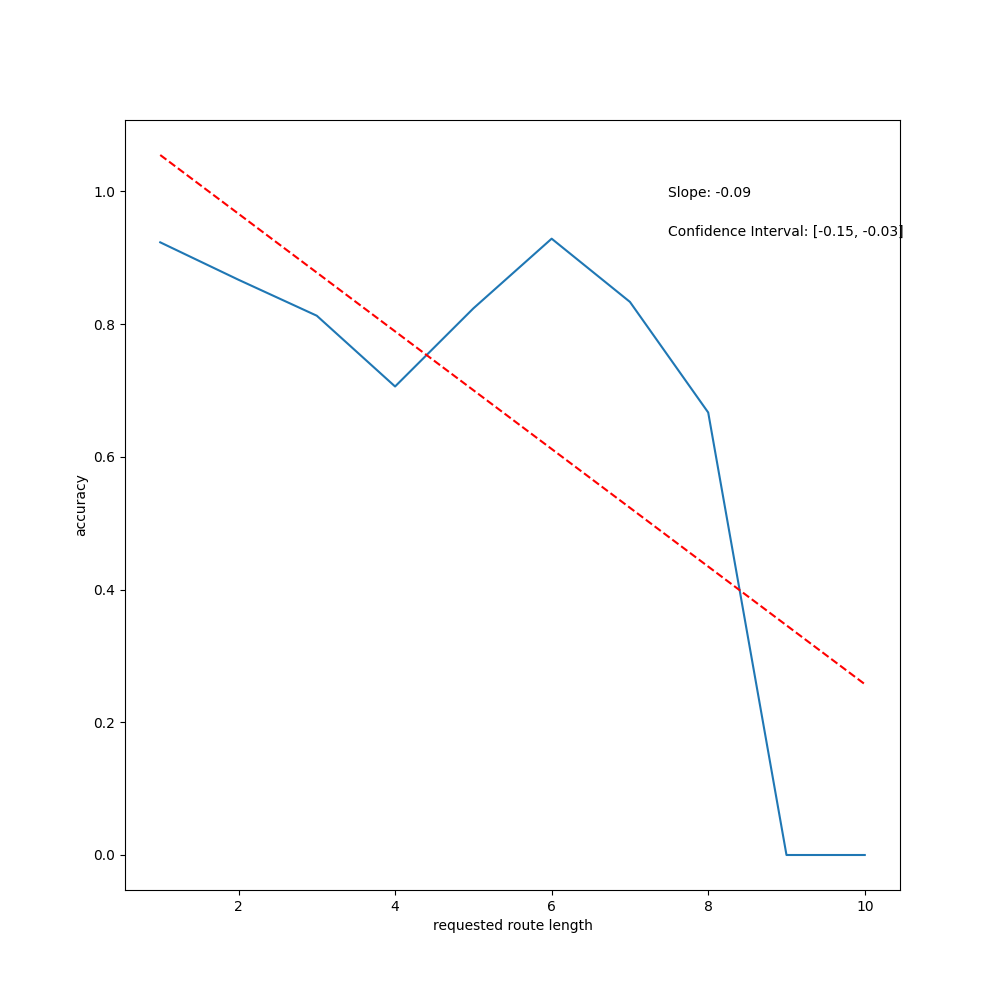 Slope: -0.09
Confidence Interval: [-0.15, -0.03]
1.0
0.8
0.6
0.4
0.2
0.0
accuracy
2 4 6 8 10
requested route length